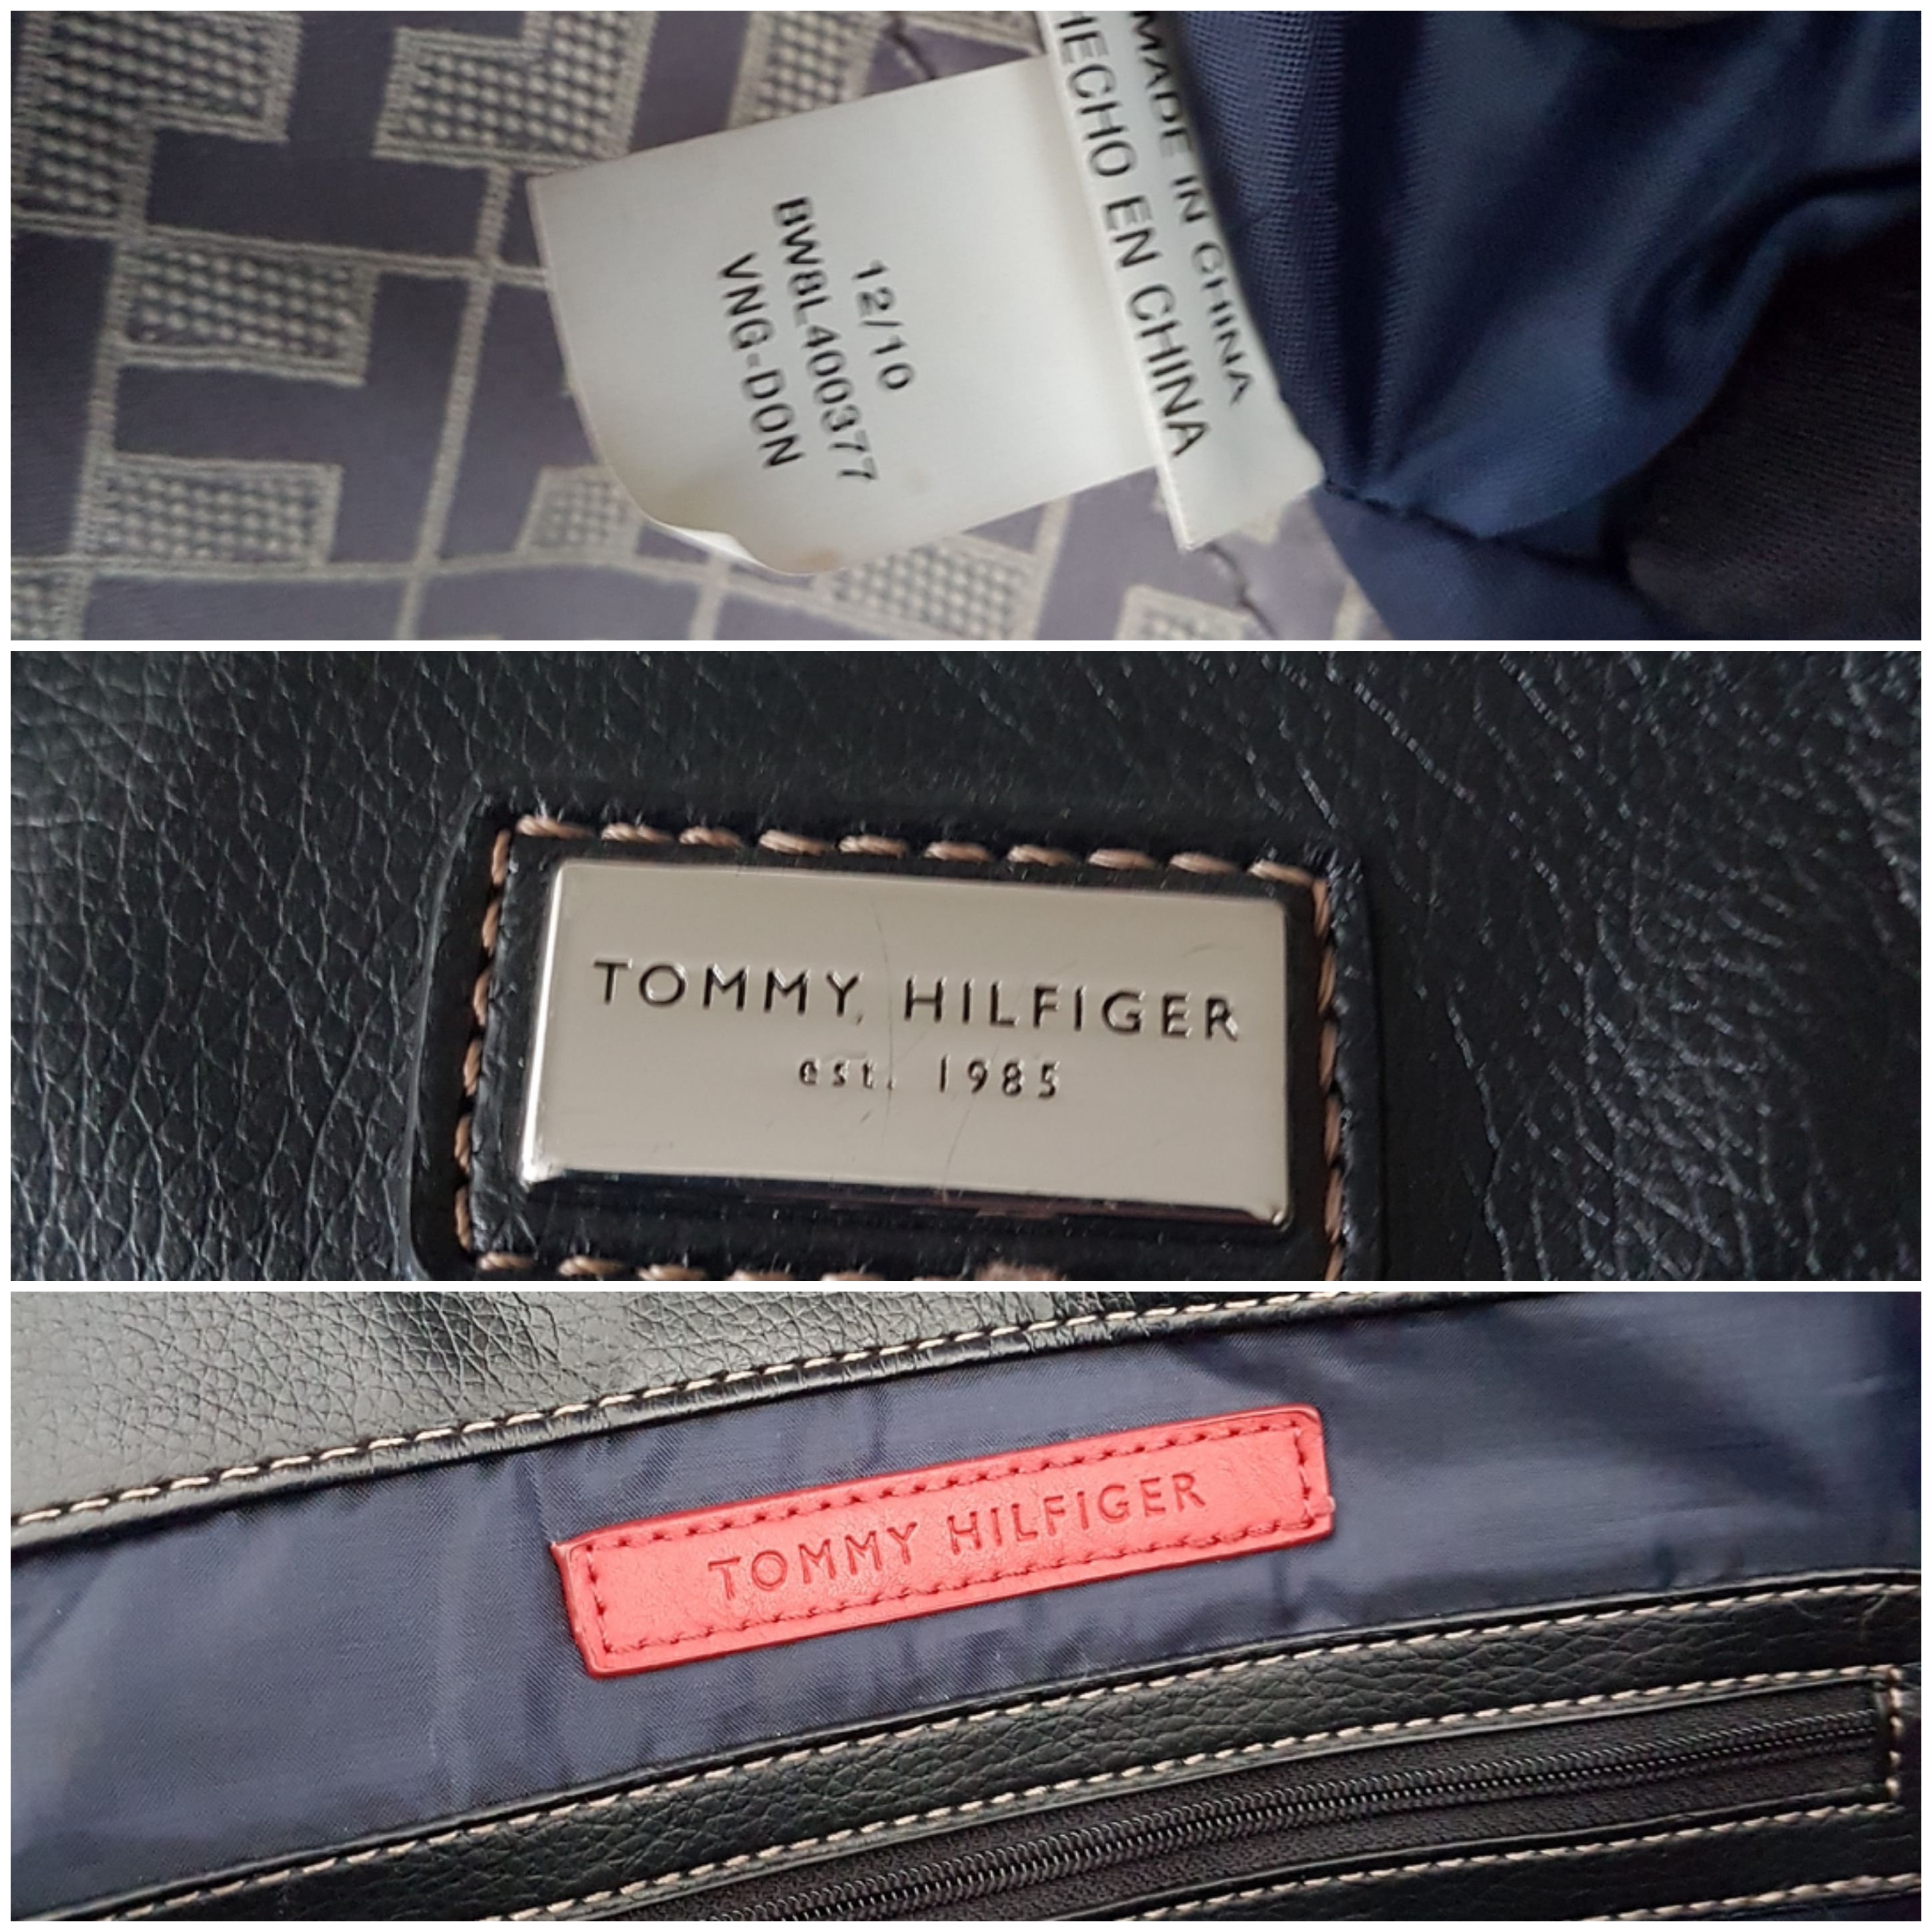 MADE IN CHINA
HECHO EN CHINA
12/10
BW8L400377
VNG-DON
TOMMY HILFIGER
est. 1985
TOMMY HILFIGER